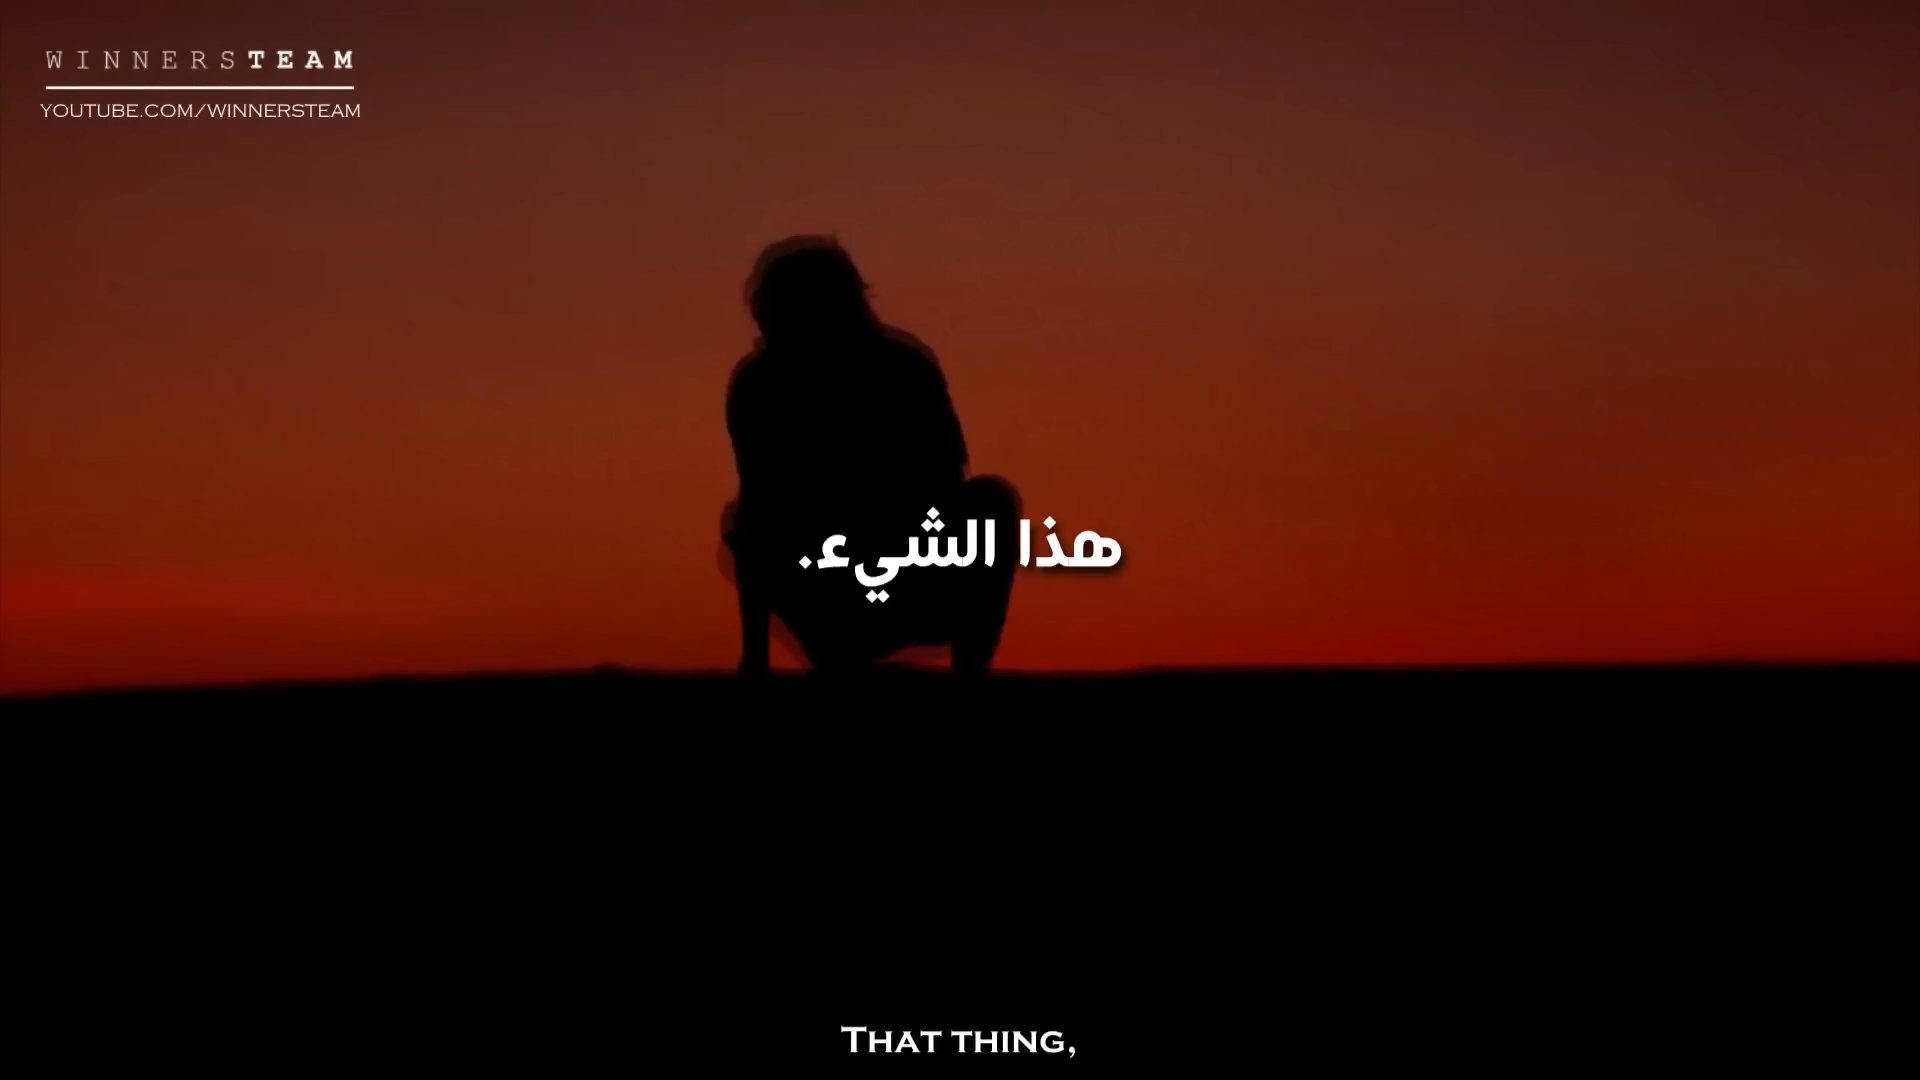 WINNERSTEAM
YOUTUBE.COM/WINNERSTEAM
هذا الشيء.
THAT THING,